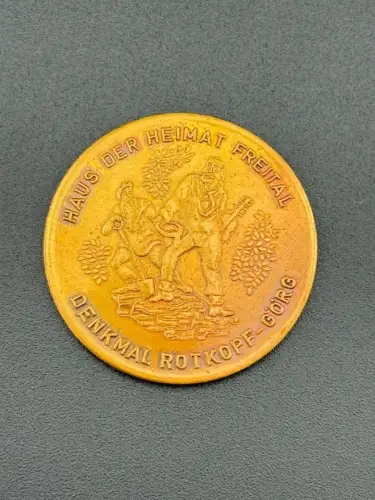 HAUS DER HEIMAT FREITAL
DENKMAL ROTKOPF-GÖRG